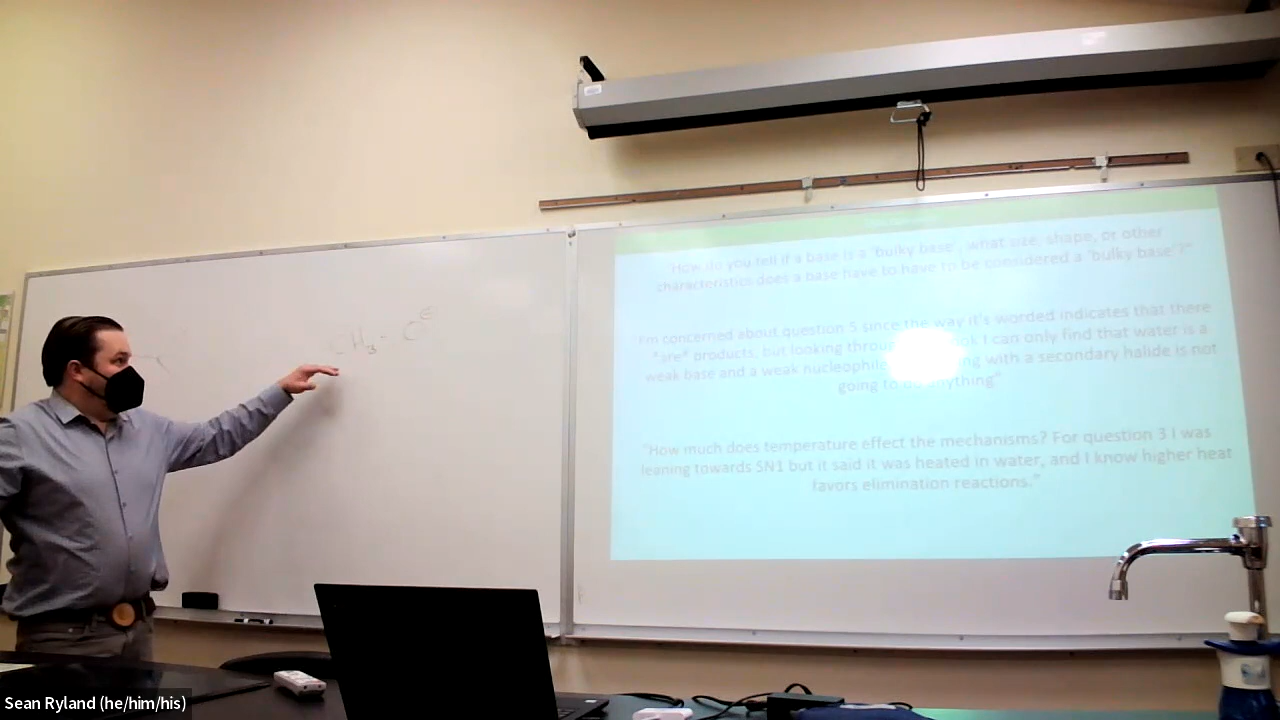 CH₃· C⊖
"How do you tell if a base is a 'bulky base', what size, shape, or other
characteristics does a base have to have to be considered a 'bulky base'?"
I'm concerned about question 5 since the way it's worded indicates that there
*are* products, but looking k I can only find that water is a
weak base and a weak nucleophile with a secondary halide is not
going to anything"
"How much does temperature effect the mechanisms? For question 3 I was
leaning towards SN1 but it said it was heated in water, and I know higher heat
favors elimination reactions."
Sean Ryland (he/him/his)